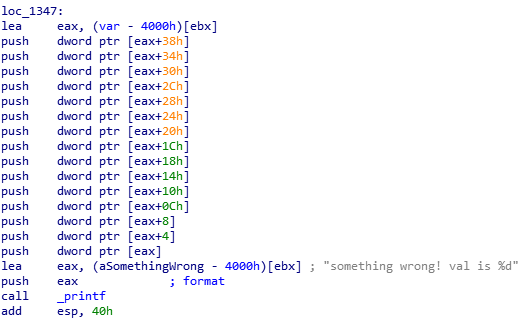 loc_1347:
lea eax, (var - 4000h)[ebx]
push dword ptr [eax+38h]
push dword ptr [eax+34h]
push dword ptr [eax+30h]
push dword ptr [eax+2Ch]
push dword ptr [eax+28h]
push dword ptr [eax+24h]
push dword ptr [eax+20h]
push dword ptr [eax+1Ch]
push dword ptr [eax+18h]
push dword ptr [eax+14h]
push dword ptr [eax+10h]
push dword ptr [eax+0Ch]
push dword ptr [eax+8]
push dword ptr [eax+4]
push dword ptr [eax]
lea eax, (aSomethingWrong - 4000h)[ebx] ; "something wrong! val is %d"
push eax ; format
call _printf
add esp, 40h